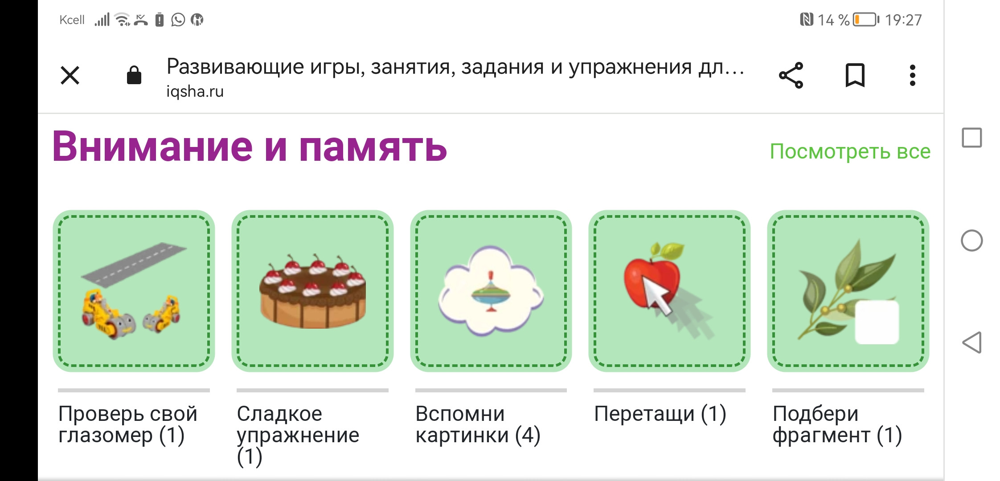 Kcell
14 %
19:27
Развивающие игры, занятия, задания и упражнения дл...
iqsha.ru
Внимание и память
Посмотреть все
Проверь свой
глазомер (1)
Сладкое
упражнение
(1)
Вспомни
картинки (4)
Перетащи (1)
Подбери
фрагмент (1)